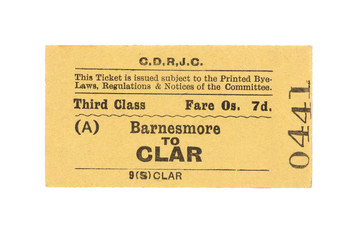 C.D.R.J.C.
This Ticket is issued subject to the Printed Bye-
Laws, Regulations & Notices of the Committee.
Third Class Fare 0s. 7d.
(A) Barnesmore
TO
CLAR
9(S)CLAR
0441